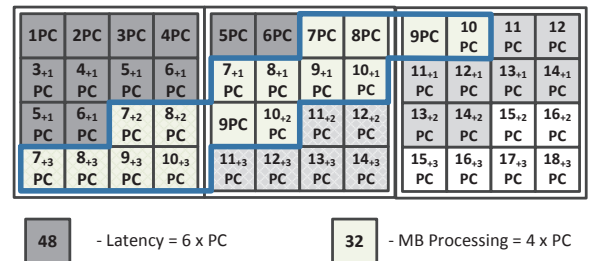 1PC 2PC 3PC 4PC 5PC 6PC 7PC 8PC 9PC 10 PC 11 PC 12 PC
3+1 PC 4+1 PC 5+1 PC 6+1 PC 7+1 PC 8+1 PC 9+1 PC 10+1 PC 11+1 PC 12+1 PC 13+1 PC 14+1 PC
5+1 PC 6+1 PC 7+2 PC 8+2 PC 9PC 10+2 PC 11+2 PC 12+2 PC 13+2 PC 14+2 PC 15+2 PC 16+2 PC
7+3 PC 8+3 PC 9+3 PC 10+3 PC 11+3 PC 12+3 PC 13+3 PC 14+3 PC 15+3 PC 16+3 PC 17+3 PC 18+3 PC
48 - Latency = 6 x PC 32 - MB Processing = 4 x PC